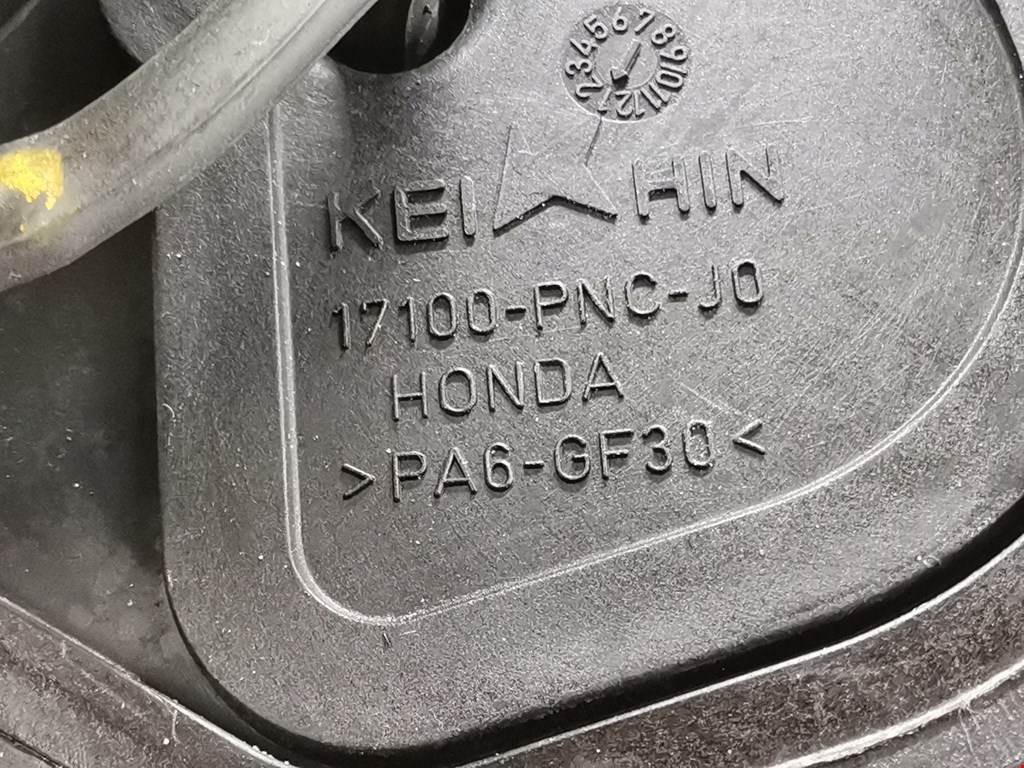 1 2 3 4 5 6 7 8 9 10 11 12
KEIHIN
17100-PNC-J0
HONDA
>PA6-GF30<